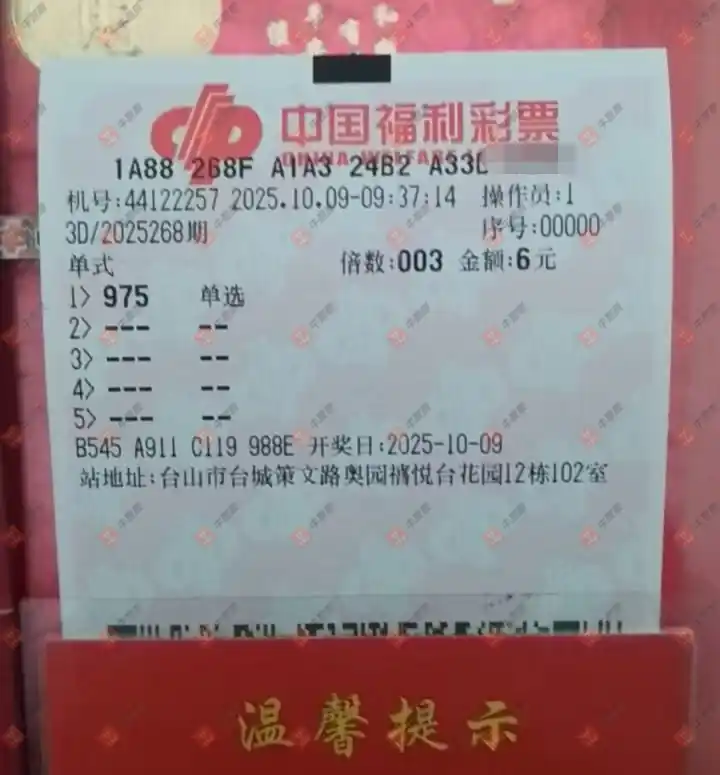 中国福利彩票
CHINA WELFARE
1A88 268F A1A3 24B2 A33
机号:44122257 2025.10.09-09:37:14 操作员:1
3D/2025268期 序号:00000
单式 倍数:003 金额:6元
1> 975 单选
2> --- --
3> --- --
4> --- --
5> --- --
B545 A911 C119 988E 开奖日:2025-10-09
站地址:台山市台城策文路奥园禧悦台花园12栋102室
温馨提示